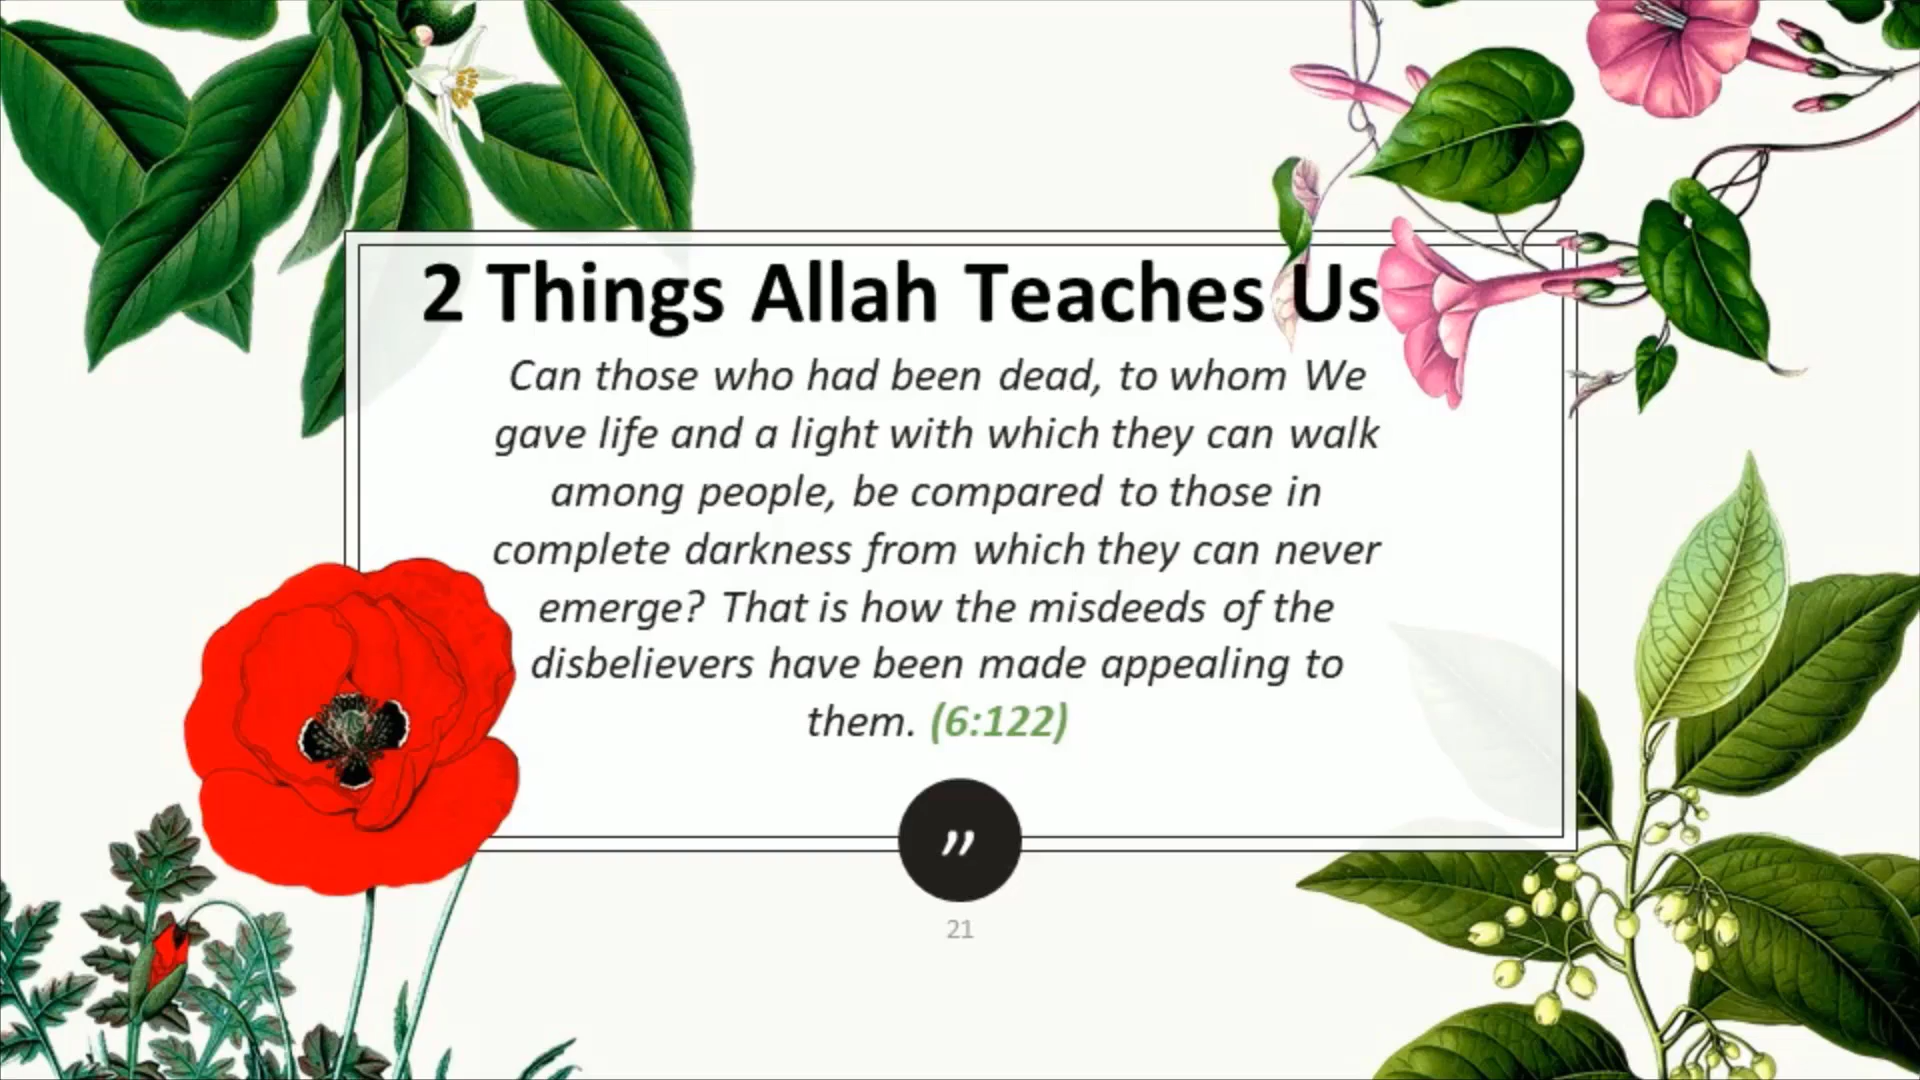 2 Things Allah Teaches Us
Can those who had been dead, to whom We
gave life and a light with which they can walk
among people, be compared to those in
complete darkness from which they can never
emerge? That is how the misdeeds of the
disbelievers have been made appealing to
them. (6:122)
”
21